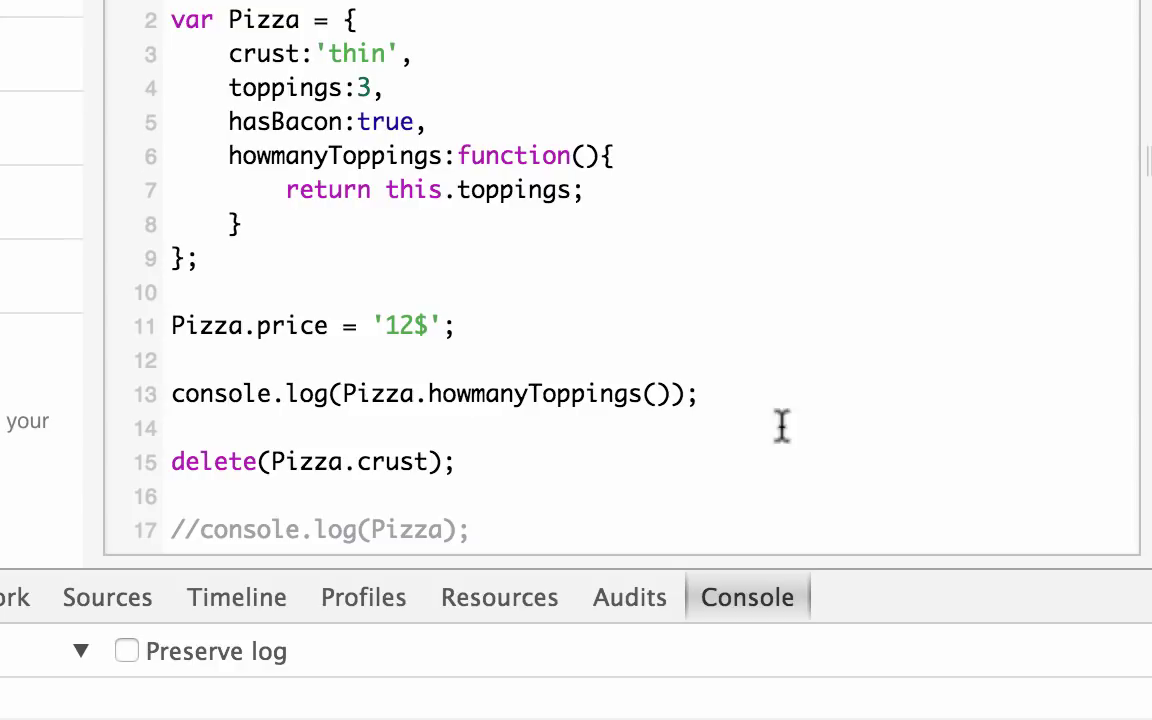 2 var Pizza = {
3     crust:'thin',
4     toppings:3,
5     hasBacon:true,
6     howmanyToppings:function(){
7         return this.toppings;
8     }
9 };
10
11 Pizza.price = '12$';
12
13 console.log(Pizza.howmanyToppings());
14
your
15 delete(Pizza.crust);
16
17 //console.log(Pizza);
ork Sources Timeline Profiles Resources Audits Console
▼ Preserve log